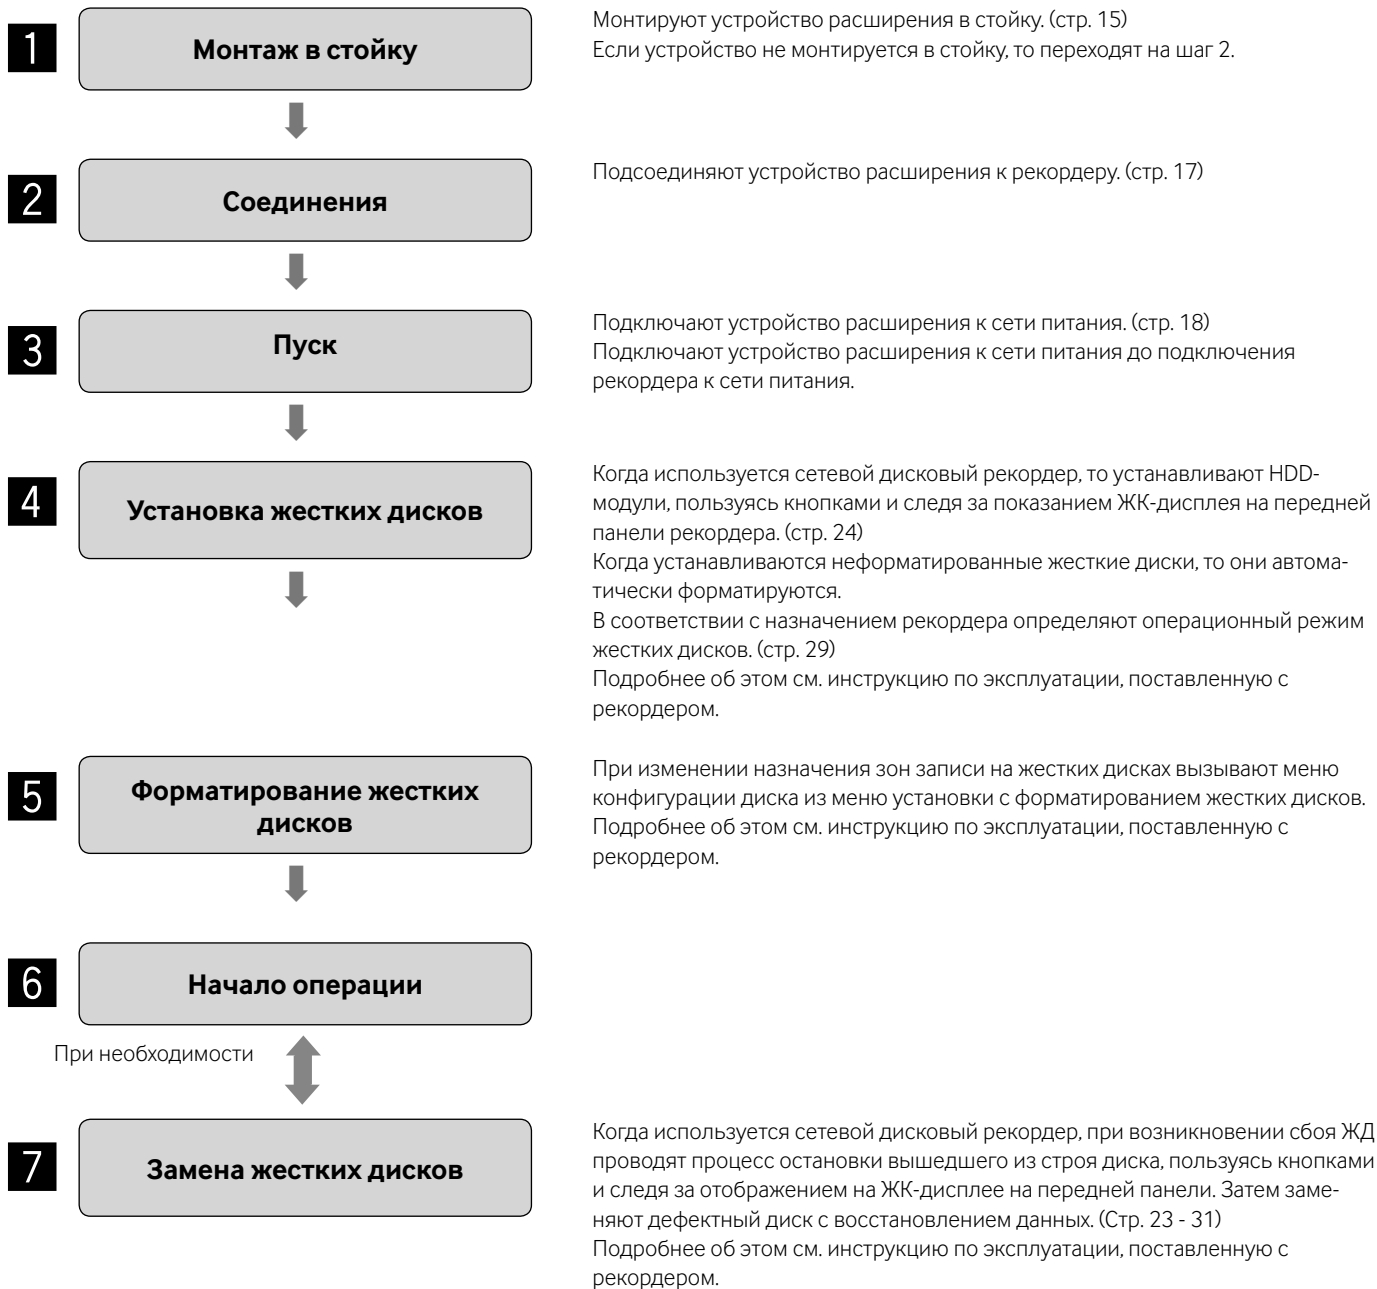 1
Монтаж в стойку
Монтируют устройство расширения в стойку. (стр. 15)
Если устройство не монтируется в стойку, то переходят на шаг 2.
2
Соединения
Подсоединяют устройство расширения к рекордеру. (стр. 17)
3
Пуск
Подключают устройство расширения к сети питания. (стр. 18)
Подключают устройство расширения к сети питания до подключения
рекордера к сети питания.
4
Установка жестких дисков
Когда используется сетевой дисковый рекордер, то устанавливают HDD-
модули, пользуясь кнопками и следя за показанием ЖК-дисплея на передней
панели рекордера. (стр. 24)
Когда устанавливаются неформатированные жесткие диски, то они автома-
тически форматируются.
В соответствии с назначением рекордера определяют операционный режим
жестких дисков. (стр. 29)
Подробнее об этом см. инструкцию по эксплуатации, поставленную с
рекордером.
5
Форматирование жестких
дисков
При изменении назначения зон записи на жестких дисках вызывают меню
конфигурации диска из меню установки с форматированием жестких дисков.
Подробнее об этом см. инструкцию по эксплуатации, поставленную с
рекордером.
6
Начало операции
При необходимости
7
Замена жестких дисков
Когда используется сетевой дисковый рекордер, при возникновении сбоя ЖД
проводят процесс остановки вышедшего из строя диска, пользуясь кнопками
и следя за отображением на ЖК-дисплее на передней панели. Затем заме-
няют дефектный диск с восстановлением данных. (Стр. 23 - 31)
Подробнее об этом см. инструкцию по эксплуатации, поставленную с
рекордером.